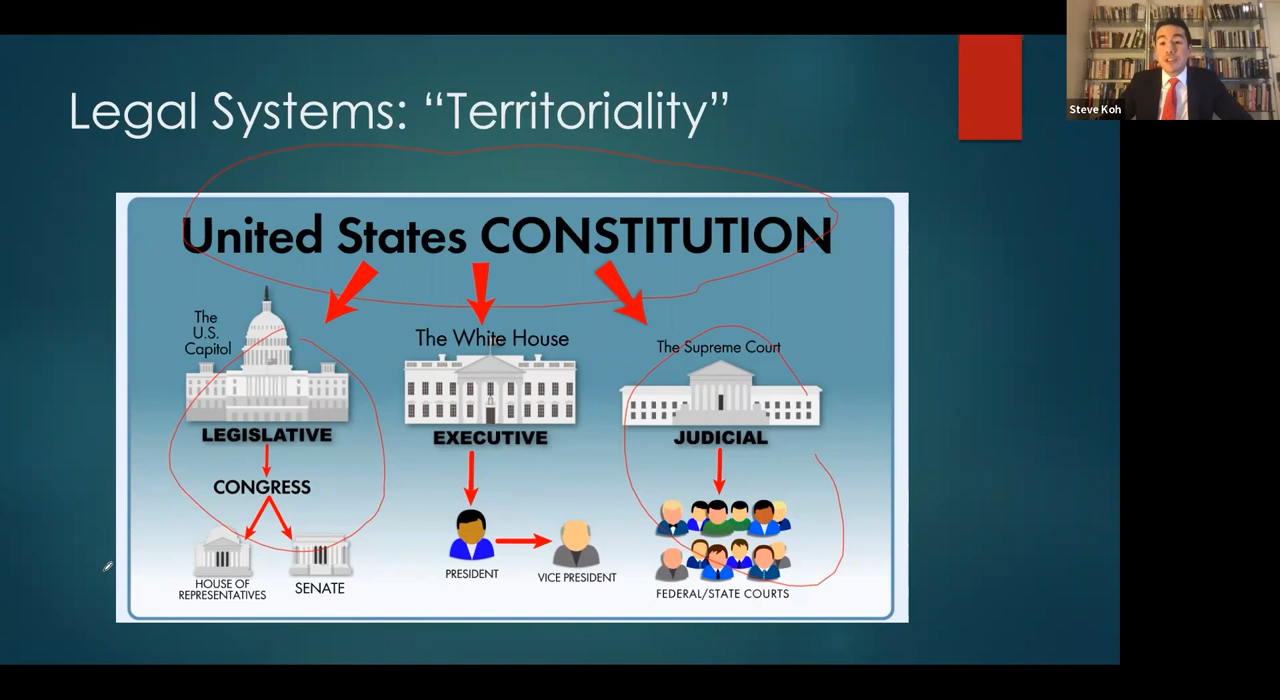 Legal Systems: “Territoriality”
Steve Koh
United States CONSTITUTION
The
U.S.
Capitol
LEGISLATIVE
CONGRESS
HOUSE OF
REPRESENTATIVES
SENATE
The White House
EXECUTIVE
PRESIDENT
VICE PRESIDENT
The Supreme Court
JUDICIAL
FEDERAL/STATE COURTS